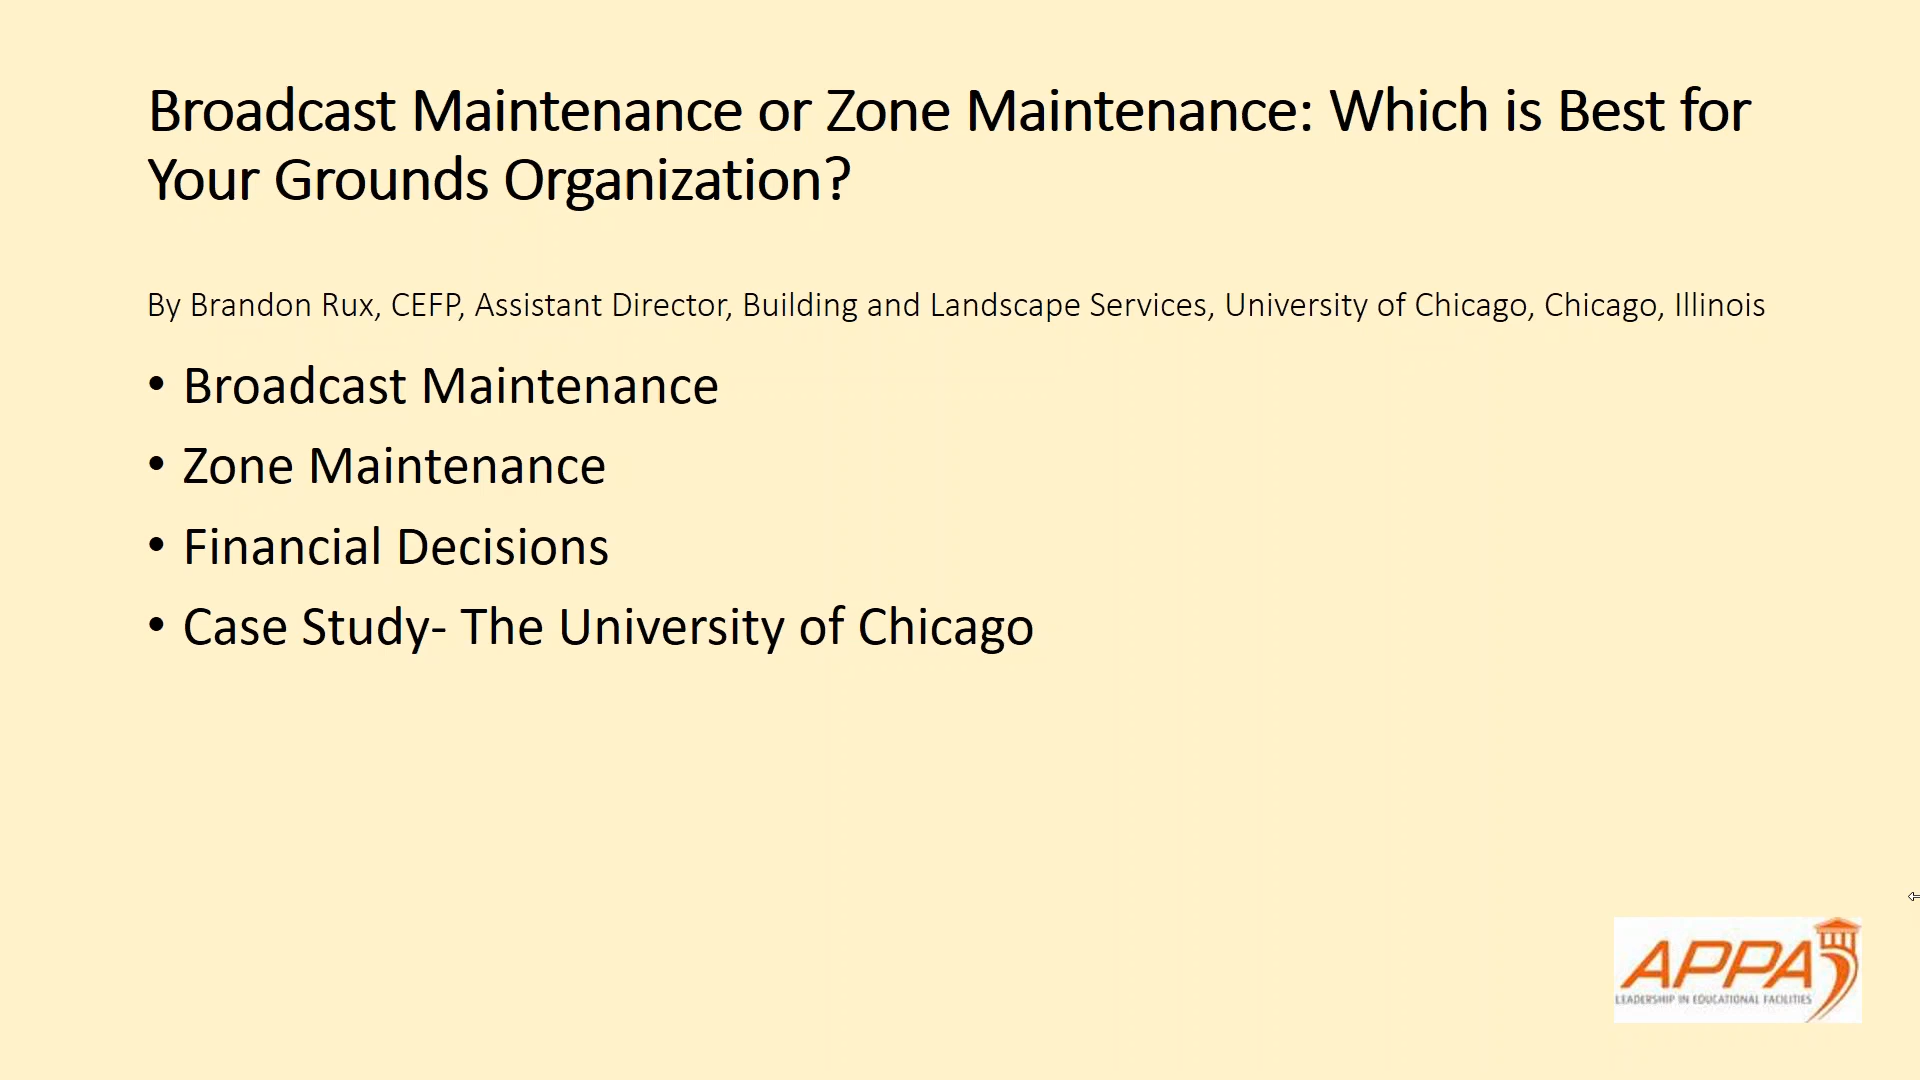 Broadcast Maintenance or Zone Maintenance: Which is Best for
Your Grounds Organization?
By Brandon Rux, CEFP, Assistant Director, Building and Landscape Services, University of Chicago, Chicago, Illinois
• Broadcast Maintenance
• Zone Maintenance
• Financial Decisions
• Case Study- The University of Chicago
APPA
LEADERSHIP IN EDUCATIONAL FACILITIES